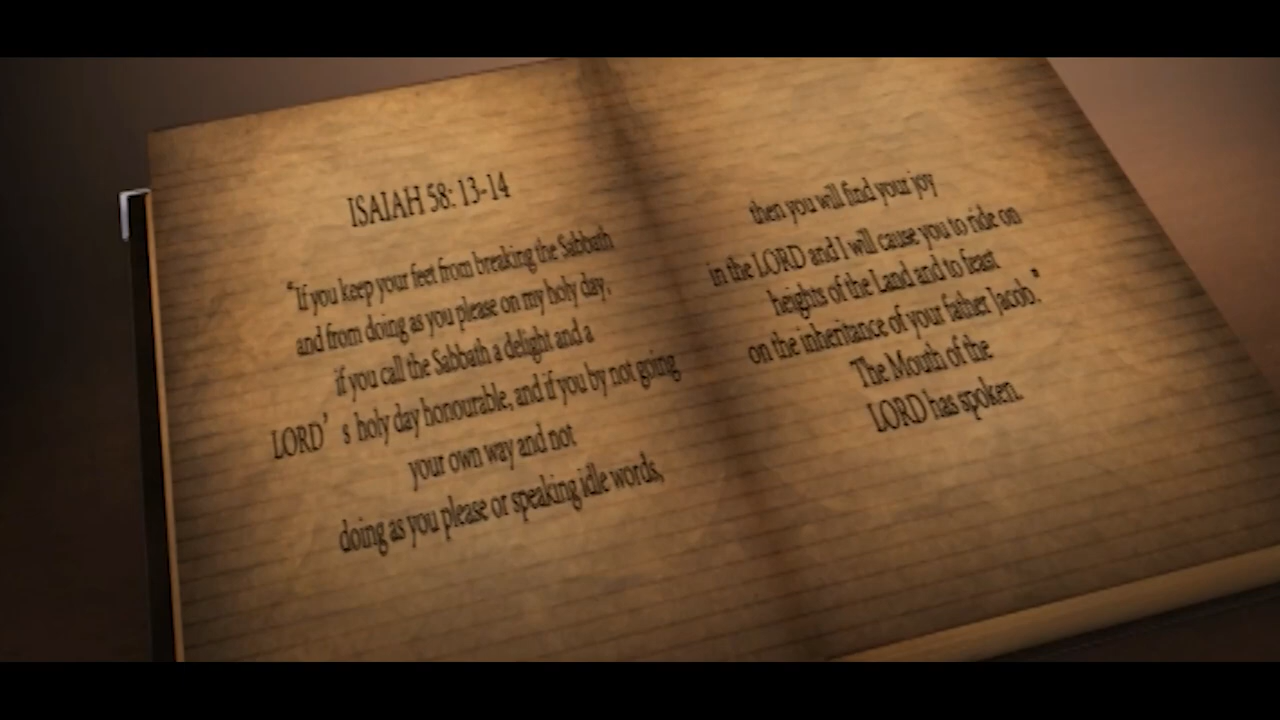 ISAIAH 58: 13-14
“If you keep your feet from breaking the Sabbath
and from doing as you please on my holy day,
if you call the Sabbath a delight and a
LORD’ s holy day honourable, and if you by not going
your own way and not
doing as you please or speaking idle words,
then you will find your joy
in the LORD and I will cause you to ride on
heights of the Land and to feast
on the inheritance of your father Jacob.”
The Mouth of the
LORD has spoken.